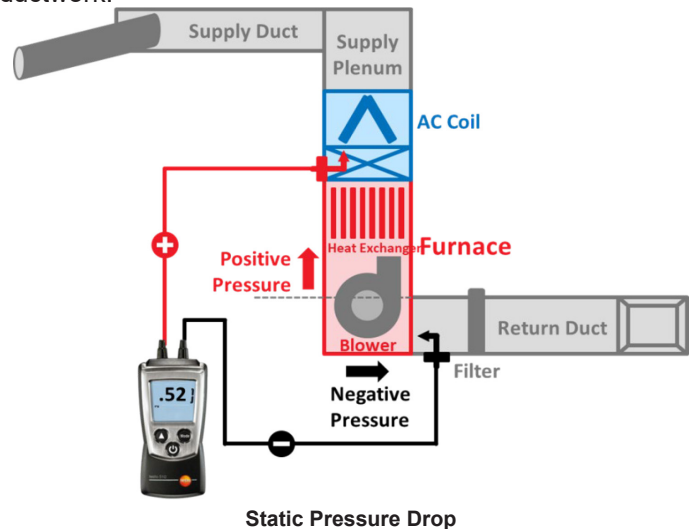 Supply Duct
Supply
Plenum
AC Coil
Heat Exchanger
Furnace
Positive
Pressure
Blower
Return Duct
Filter
Negative
Pressure
.52
Static Pressure Drop